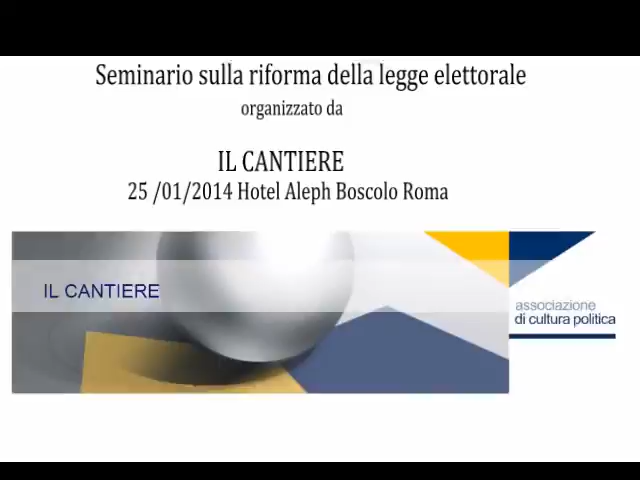 Seminario sulla riforma della legge elettorale
organizzato da
IL CANTIERE
25 /01/2014 Hotel Aleph Boscolo Roma
IL CANTIERE
associazione
di cultura politica